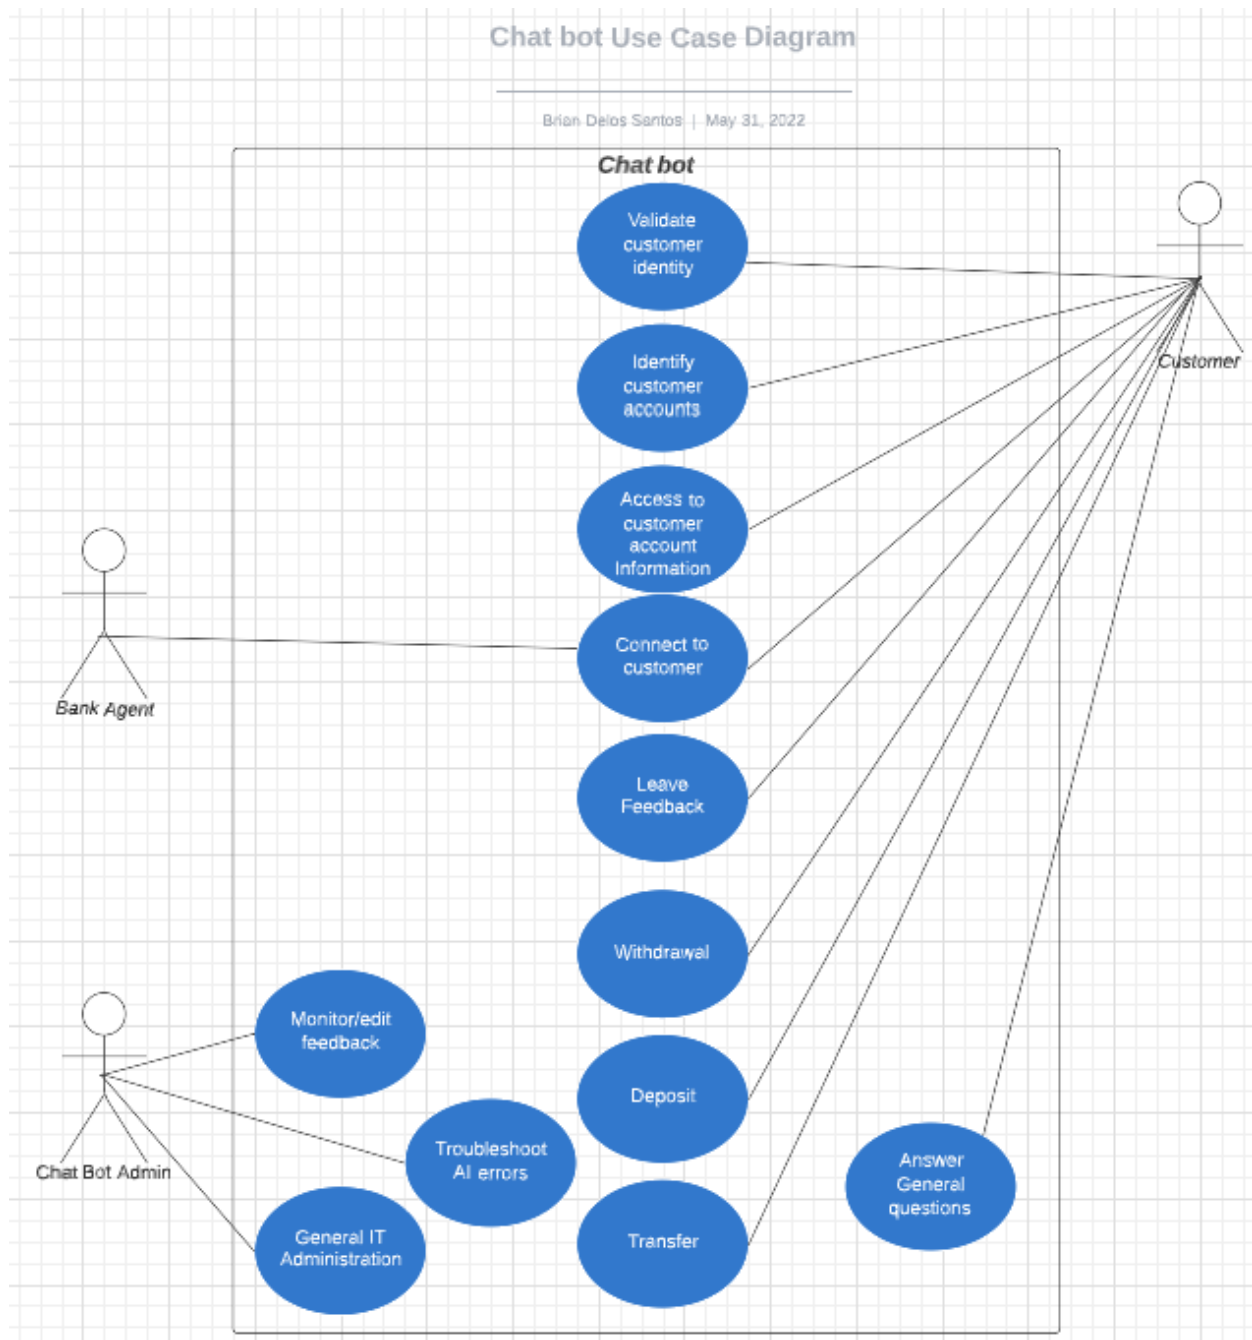 Chat bot Use Case Diagram
Brian Delos Santos | May 31, 2022
Chat bot
Validate
customer
identity
Identify
customer
accounts
Customer
Access to
customer
account
Information
Connect to
customer
Bank Agent
Leave
Feedback
Withdrawal
Monitor/edit
feedback
Deposit
Troubleshoot
AI errors
Chat Bot Admin
Answer
General
questions
General IT
Administration
Transfer